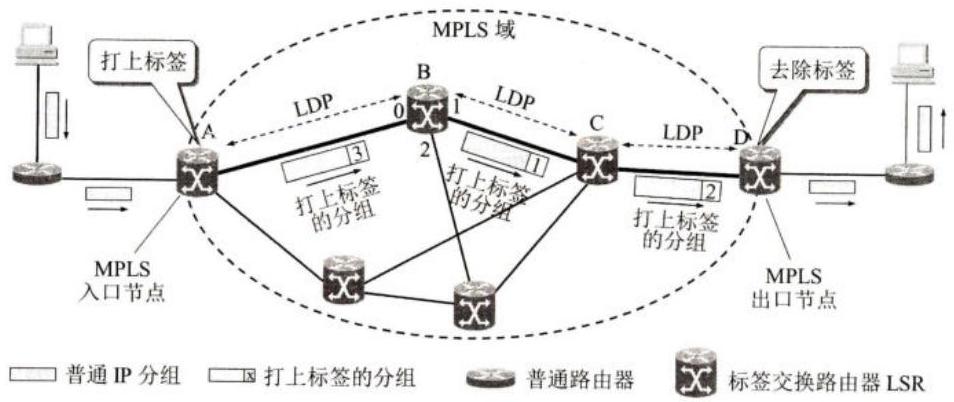 MPLS 域
打上标签
去除标签
A
LDP
B
0
1
2
LDP
C
LDP
D
3
1
2
打上标签
的分组
打上标签
的分组
打上标签
的分组
MPLS
入口节点
MPLS
出口节点
普通 IP 分组
x 打上标签的分组
普通路由器
标签交换路由器 LSR